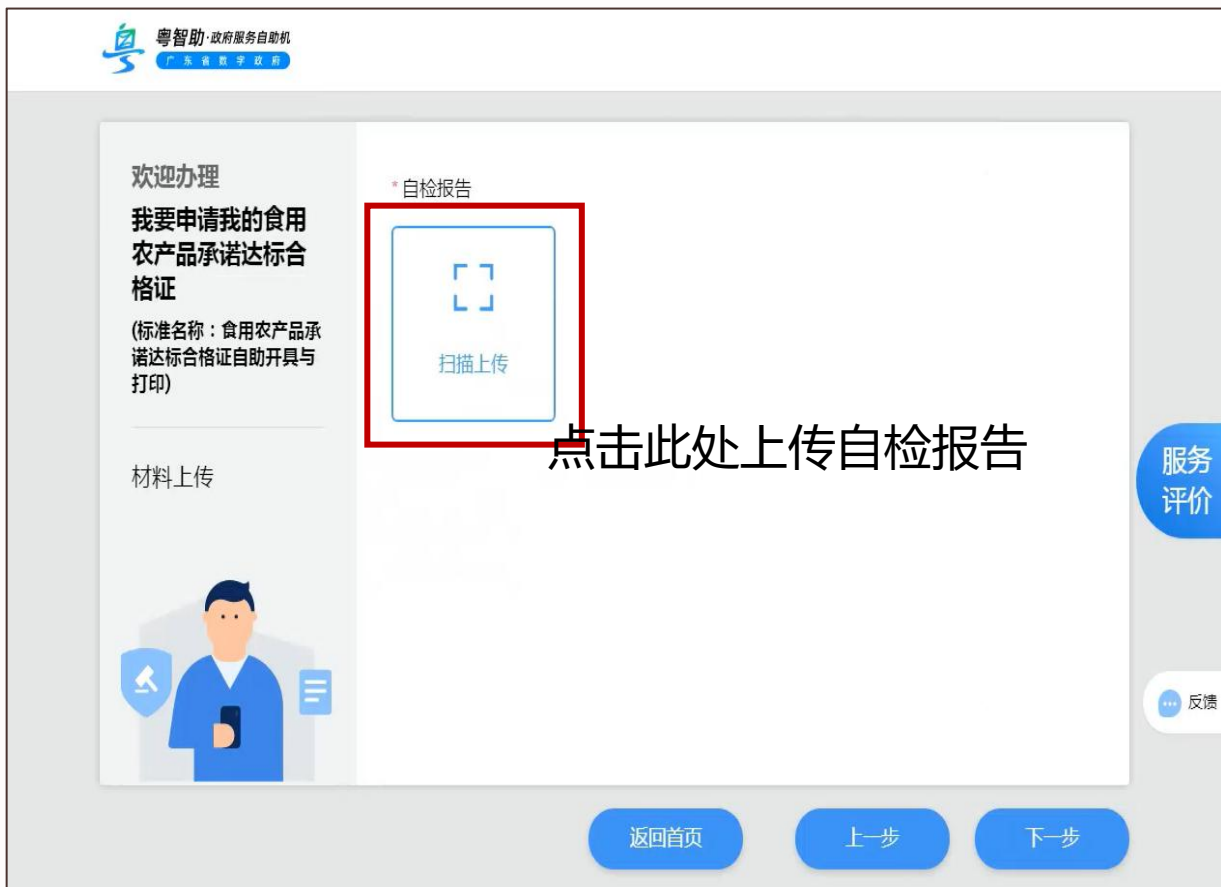 粤智助·政府服务自助机
广东省数字政府
欢迎办理
我要申请我的食用
农产品承诺达标合
格证
(标准名称：食用农产品承
诺达标合格证自助开具与
打印)
材料上传
*自检报告
扫描上传
点击此处上传自检报告
服务
评价
反馈
返回首页
上一步
下一步